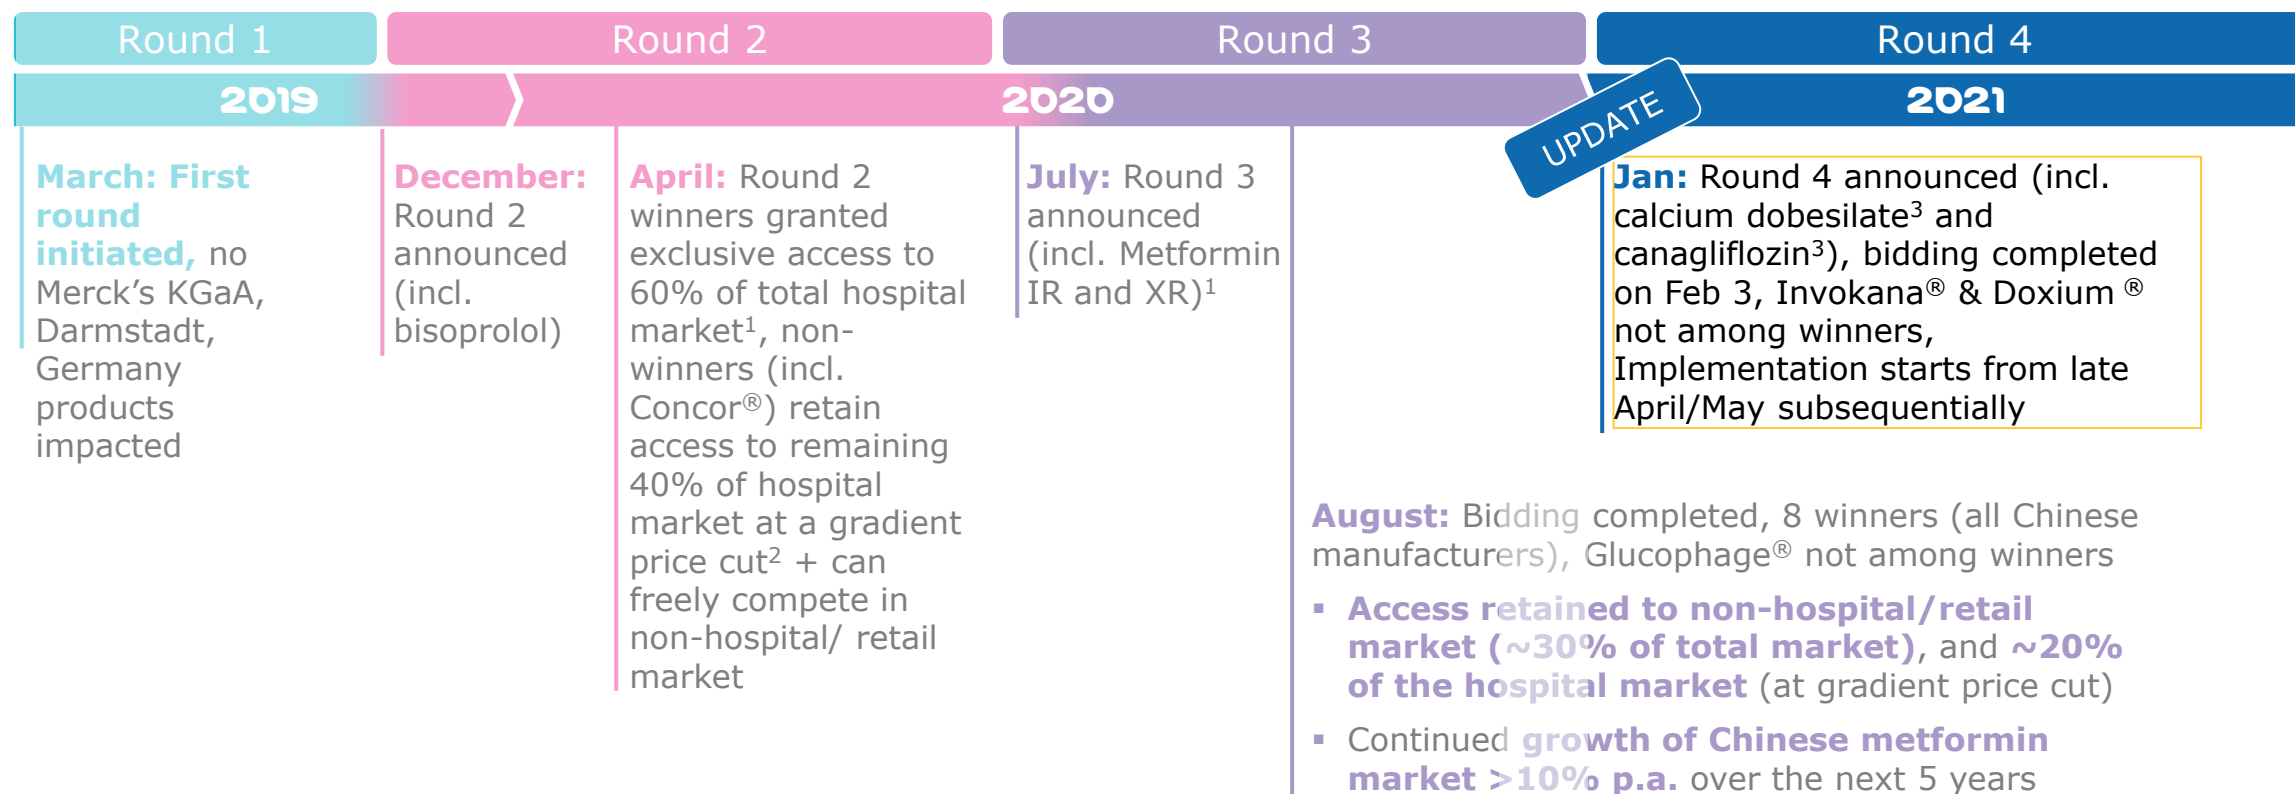 Round 1
Round 2
Round 3
Round 4
2019
2020
2021
UPDATE
March: First
round
initiated, no
Merck’s KGaA,
Darmstadt,
Germany
products
impacted
December:
Round 2
announced
(incl.
bisoprolol)
April: Round 2
winners granted
exclusive access to
60% of total hospital
market¹, non-
winners (incl.
Concor®) retain
access to remaining
40% of hospital
market at a gradient
price cut² + can
freely compete in
non-hospital/ retail
market
July: Round 3
announced
(incl. Metformin
IR and XR)¹
August: Bidding completed, 8 winners (all Chinese
manufacturers), Glucophage® not among winners
▪ Access retained to non-hospital/retail
market (~30% of total market), and ~20%
of the hospital market (at gradient price cut)
▪ Continued growth of Chinese metformin
market >10% p.a. over the next 5 years
Jan: Round 4 announced (incl.
calcium dobesilate³ and
canagliflozin³), bidding completed
on Feb 3, Invokana® & Doxium ®
not among winners,
Implementation starts from late
April/May subsequentially